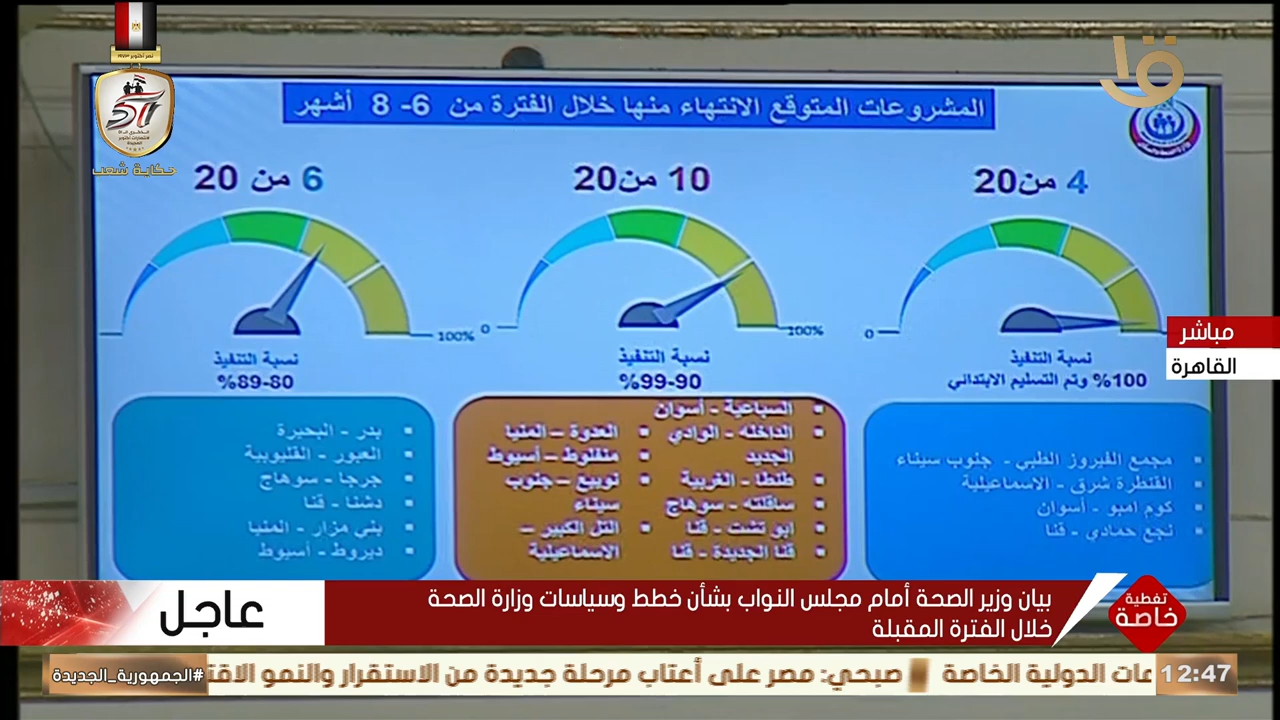 نصر أكتوبر ١٩٧٣
حكاية شعب
المشروعات المتوقع الانتهاء منها خلال الفترة من 6- 8 أشهر
4 من20
0
نسبة التنفيذ
100% وتم التسليم الابتدائي
مجمع الفيروز الطبي - جنوب سيناء
القنطرة شرق - الاسماعيلية
كوم امبو - أسوان
نجع حمادي - قنا
10 من20
0
100%
نسبة التنفيذ
90-99%
السباعية - أسوان
الداخله - الوادي
الجديد
طنطا - الغربية
ساقلته - سوهاج
ابو تشت - قنا
قنا الجديدة - قنا
العدوة – المنيا
منفلوط – أسيوط
نويبع – جنوب
سيناء
التل الكبير –
الاسماعيلية
6 من 20
100%
نسبة التنفيذ
80-89%
بدر - البحيرة
العبور - القليوبية
جرجا - سوهاج
دشنا - قنا
بني مزار - المنيا
ديروط - أسيوط
مباشر
القاهرة
تغطية
خاصة
بيان وزير الصحة أمام مجلس النواب بشأن خطط وسياسات وزارة الصحة
خلال الفترة المقبلة
عاجل
12:47
الدولية الخاصة
صبحي: مصر على أعتاب مرحلة جديدة من الاستقرار والنمو
#الجمهورية_الجديدة